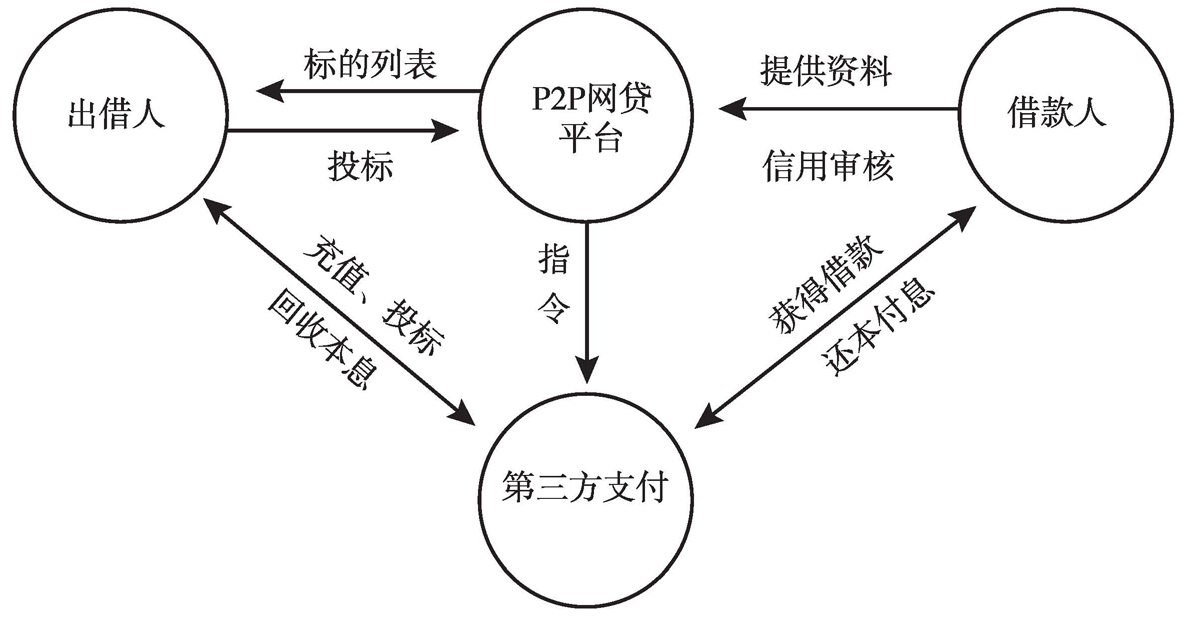 标的列表
提供资料
出借人
P2P网贷
平台
借款人
投标
信用审核
充值、投标
回收本息
指
令
获得借款
还本付息
第三方支付